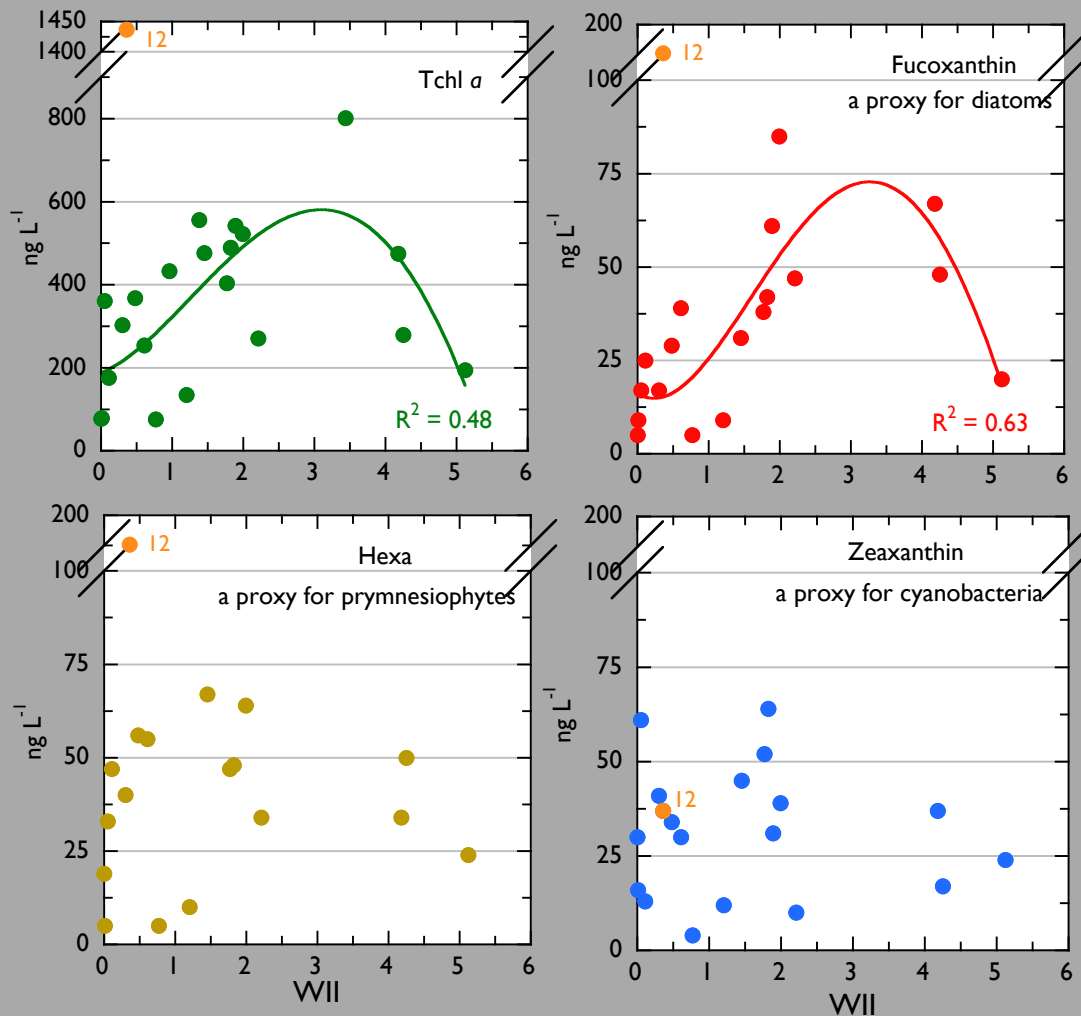 1450
1400
12
Tchl a
800
600
400
200
0
ng L⁻¹
R² = 0.48
0 1 2 3 4 5 6
200
100
12
Fucoxanthin
a proxy for diatoms
75
50
25
0
ng L⁻¹
R² = 0.63
0 1 2 3 4 5 6
200
100
12
Hexa
a proxy for prymnesiophytes
75
50
25
0
ng L⁻¹
0 1 2 3 4 5 6
WII
200
100
Zeaxanthin
a proxy for cyanobacteria
75
50
25
0
ng L⁻¹
12
0 1 2 3 4 5 6
WII